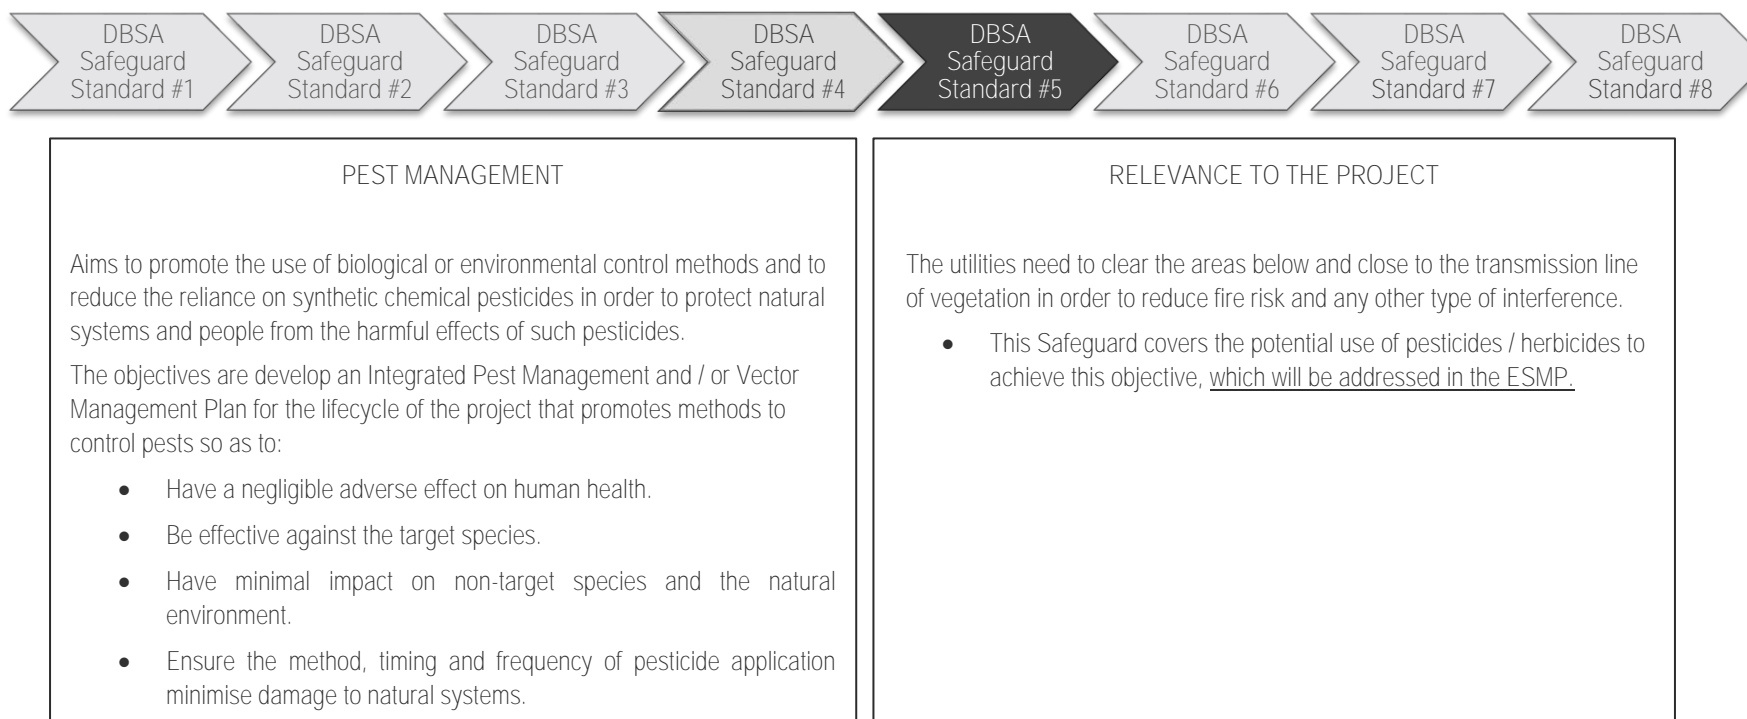 DBSA
Safeguard
Standard #1
DBSA
Safeguard
Standard #2
DBSA
Safeguard
Standard #3
DBSA
Safeguard
Standard #4
DBSA
Safeguard
Standard #5
DBSA
Safeguard
Standard #6
DBSA
Safeguard
Standard #7
DBSA
Safeguard
Standard #8
PEST MANAGEMENT
Aims to promote the use of biological or environmental control methods and to
reduce the reliance on synthetic chemical pesticides in order to protect natural
systems and people from the harmful effects of such pesticides.
The objectives are develop an Integrated Pest Management and / or Vector
Management Plan for the lifecycle of the project that promotes methods to
control pests so as to:
• Have a negligible adverse effect on human health.
• Be effective against the target species.
• Have minimal impact on non-target species and the natural
environment.
• Ensure the method, timing and frequency of pesticide application
minimise damage to natural systems.
RELEVANCE TO THE PROJECT
The utilities need to clear the areas below and close to the transmission line
of vegetation in order to reduce fire risk and any other type of interference.
• This Safeguard covers the potential use of pesticides / herbicides to
achieve this objective, which will be addressed in the ESMP.